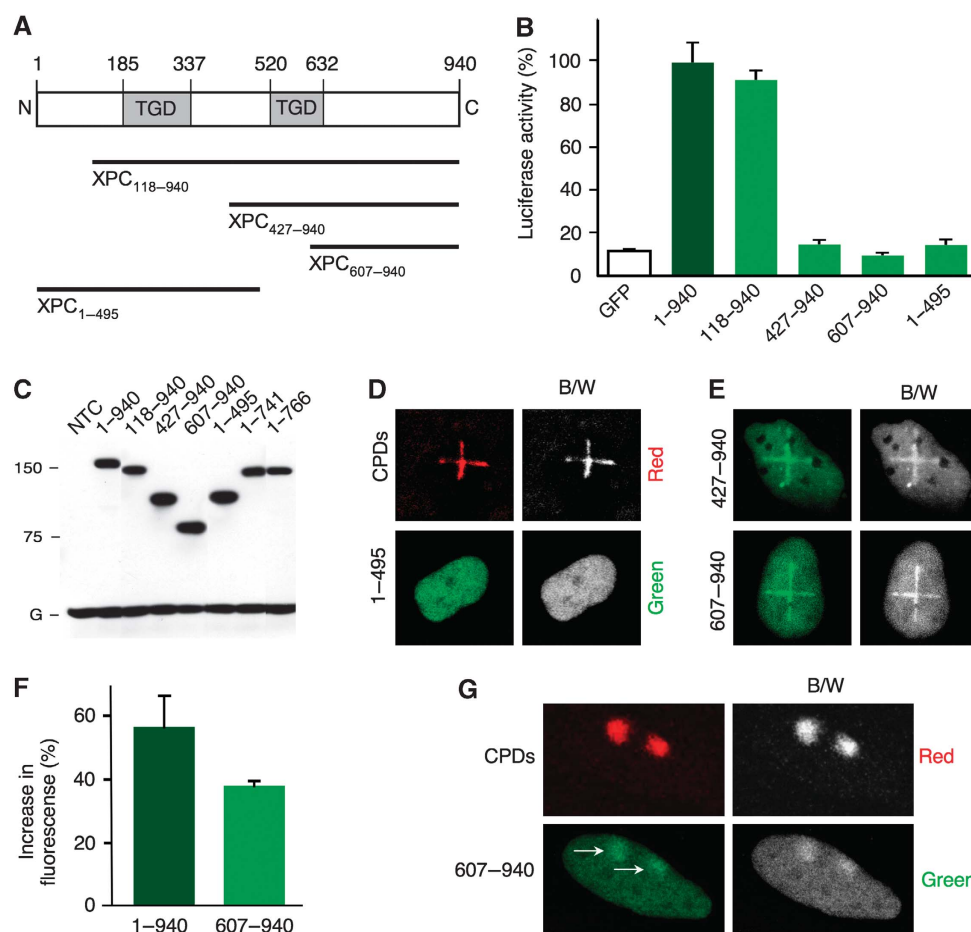 A
1 185 337 520 632 940
N TGD TGD C
XPC118–940
XPC427–940
XPC607–940
XPC1–495
B
Luciferase activity (%)
100
80
60
40
20
0
GFP 1–940 118–940 427–940 607–940 1–495
C
NTC 1–940 118–940 427–940 607–940 1–495 1–741 1–766
150 –
75 –
G –
D
B/W
CPDs Red
1–495 Green
E
B/W
427–940
607–940
F
Increase in
fluorescense (%)
60
40
20
0
1–940 607–940
G
B/W
CPDs Red
607–940 Green